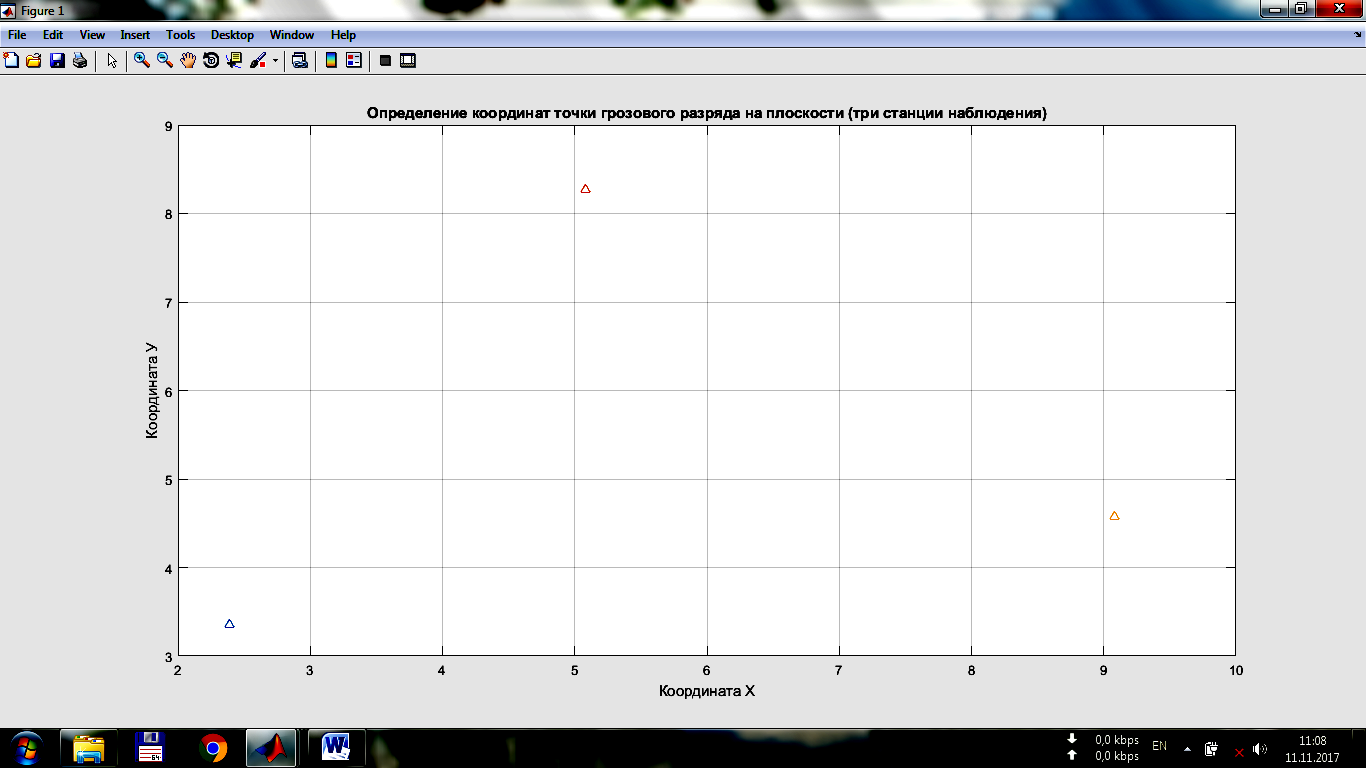 Figure 1
File Edit View Insert Tools Desktop Window Help
Определение координат точки грозового разряда на плоскости (три станции наблюдения)
9
8
7
6
5
4
3
Координата У
2 3 4 5 6 7 8 9 10
Координата Х
64
0,0 kbps
0,0 kbps
EN
11:08
11.11.2017